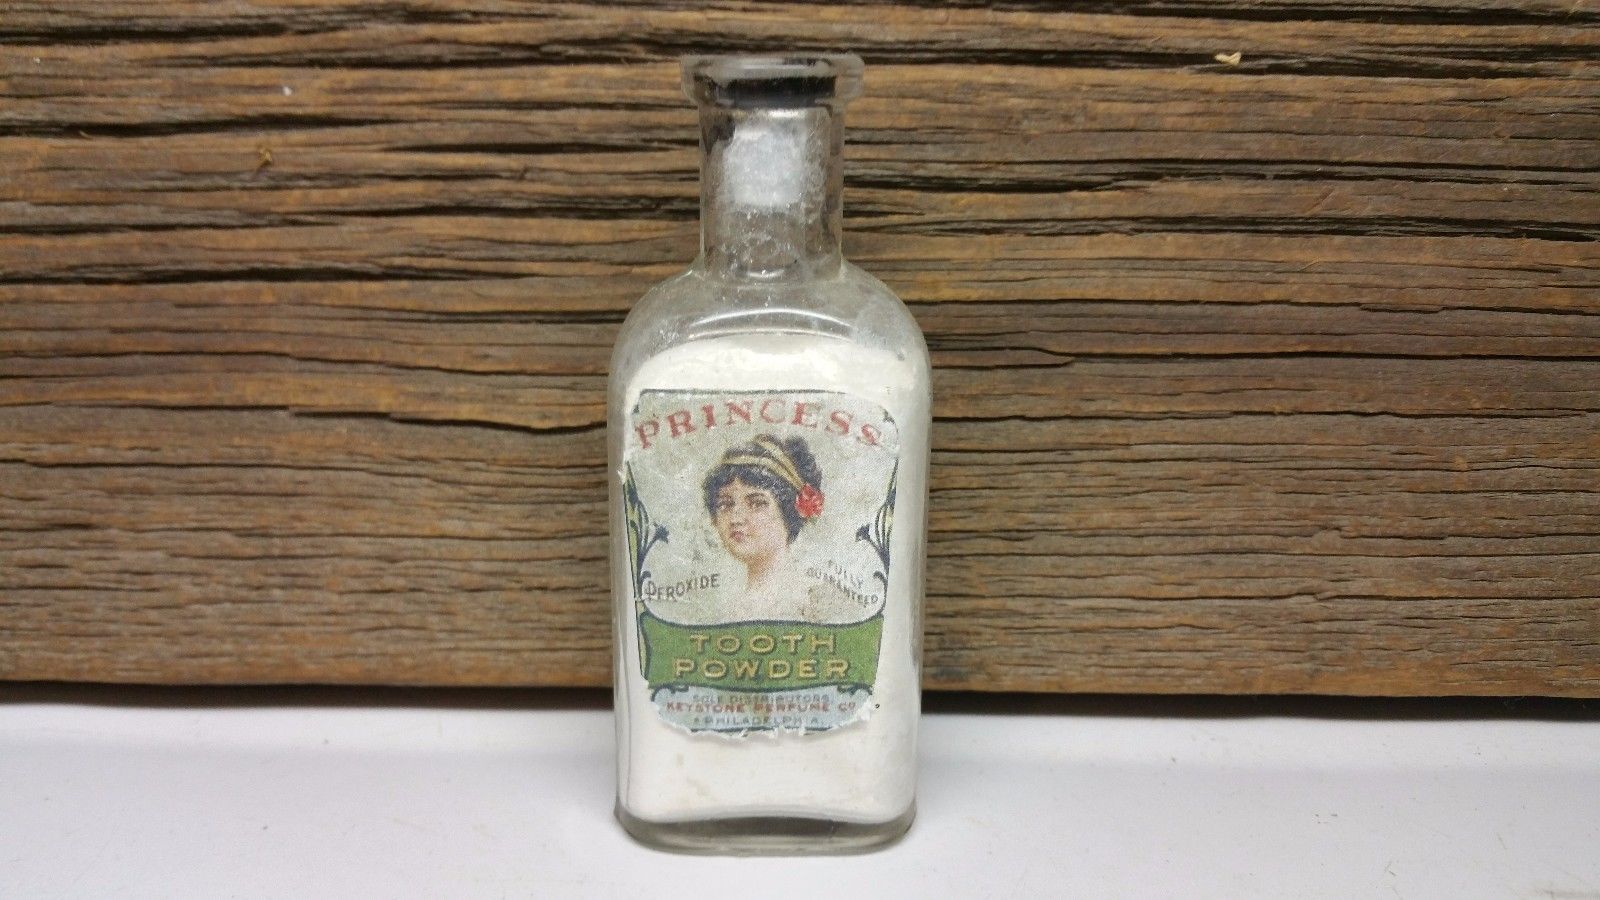 PRINCESS
PEROXIDE
FULLY
GUARANTEED
TOOTH
POWDER
SOLE DISTRIBUTORS
KEYSTONE PERFUME CO
PHILADELPHIA